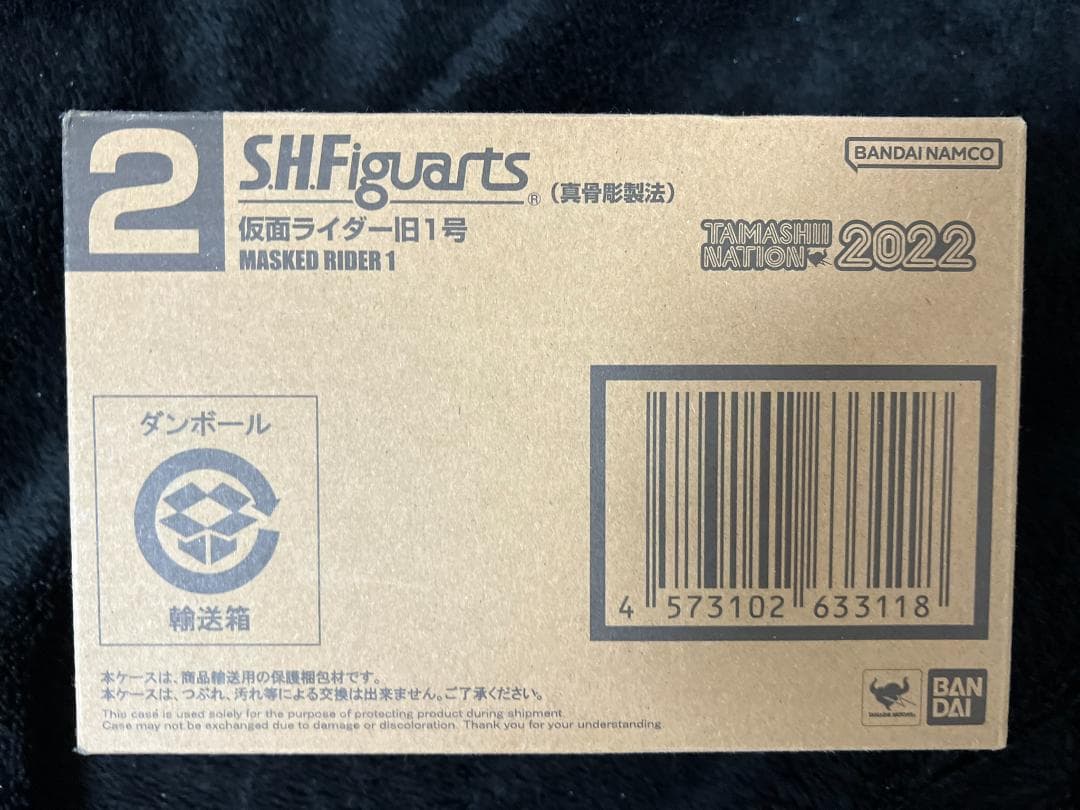 2
S.H.Figuarts®（真骨彫製法）
仮面ライダー旧1号
MASKED RIDER 1
BANDAI NAMCO
TAMASHII
NATION 2022
ダンボール
輸送箱
4 573102 633118
本ケースは、商品輸送用の保護梱包材です。
本ケースは、つぶれ、汚れ等による交換は出来ません。ご了承ください。
This case is used solely for the purpose of protecting product during shipment.
Case may not be exchanged due to damage or discoloration. Thank you for your understanding.
TAMASHII NATIONS
BAN
DAI